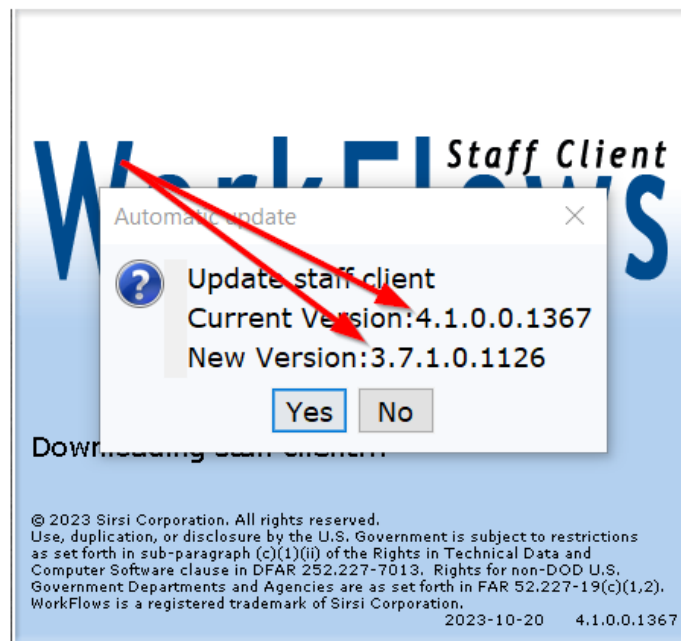 Staff Client
WorkFlows
Automatic update
Update staff client
Current Version:4.1.0.0.1367
New Version:3.7.1.0.1126
Yes No
Downloading staff client...
© 2023 Sirsi Corporation. All rights reserved.
Use, duplication, or disclosure by the U.S. Government is subject to restrictions
as set forth in sub-paragraph (c)(1)(ii) of the Rights in Technical Data and
Computer Software clause in DFAR 252.227-7013. Rights for non-DOD U.S.
Government Departments and Agencies are as set forth in FAR 52.227-19(c)(1,2).
WorkFlows is a registered trademark of Sirsi Corporation.
2023-10-20 4.1.0.0.1367